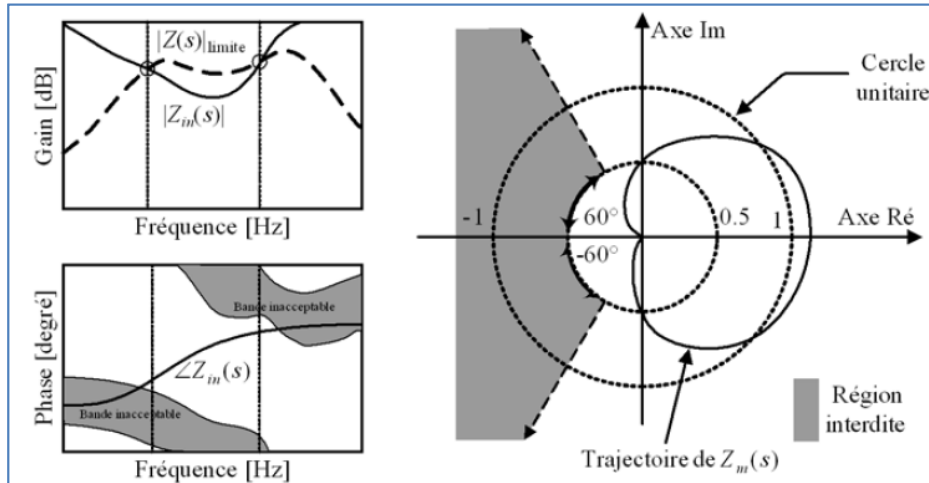 |Z(s)|limite
|Zin(s)|
Gain [dB]
Fréquence [Hz]
Bande inacceptable
∠Zin(s)
Bande inacceptable
Phase [degré]
Fréquence [Hz]
Axe Im
Cercle
unitaire
-1
60°
-60°
0.5
1
Axe Ré
Région
interdite
Trajectoire de Zm(s)